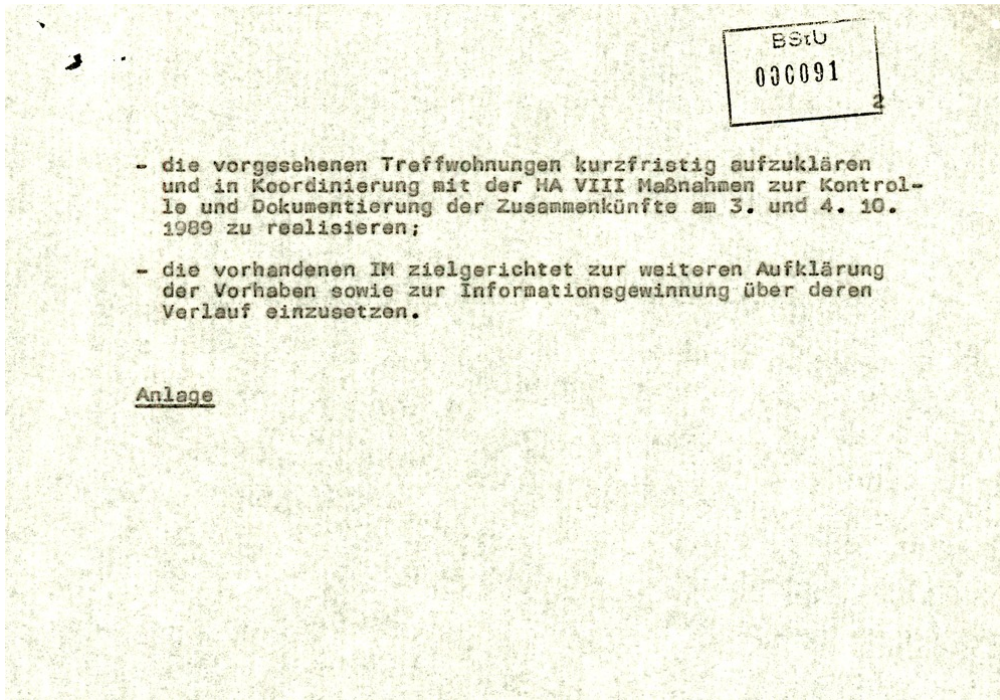 BStU
000091
2
- die vorgesehenen Treffwohnungen kurzfristig aufzuklären
und in Koordinierung mit der HA VIII Maßnahmen zur Kontrol-
le und Dokumentierung der Zusammenkünfte am 3. und 4. 10.
1989 zu realisieren;
- die vorhandenen IM zielgerichtet zur weiteren Aufklärung
der Vorhaben sowie zur Informationsgewinnung über deren
Verlauf einzusetzen.
Anlage